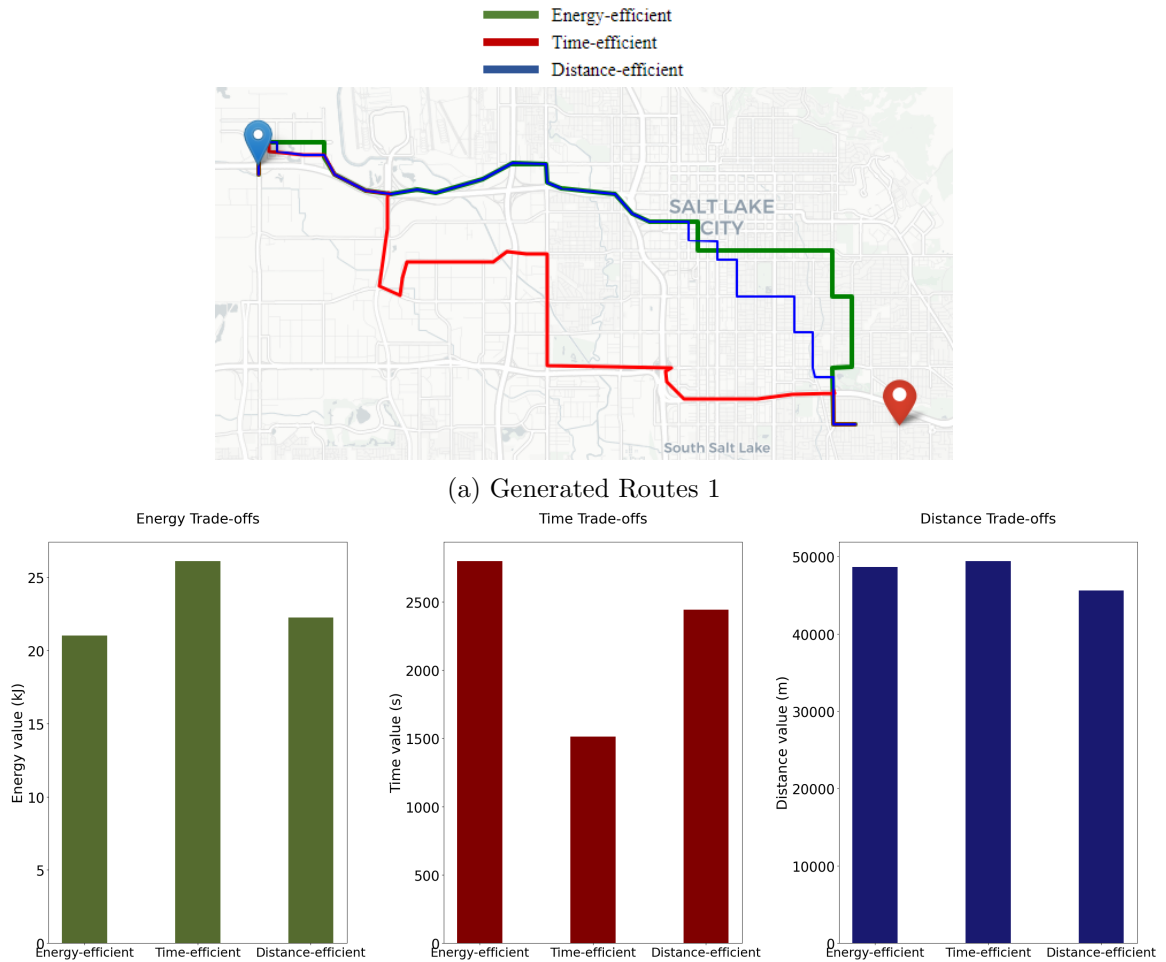 Energy-efficient
Time-efficient
Distance-efficient
SALT LAKE
CITY
South Salt Lake
(a) Generated Routes 1
Energy Trade-offs
Energy value (kJ)
25
20
15
10
5
0
Energy-efficient Time-efficient Distance-efficient
Time Trade-offs
Time value (s)
2500
2000
1500
1000
500
0
Energy-efficient Time-efficient Distance-efficient
Distance Trade-offs
Distance value (m)
50000
40000
30000
20000
10000
0
Energy-efficient Time-efficient Distance-efficient